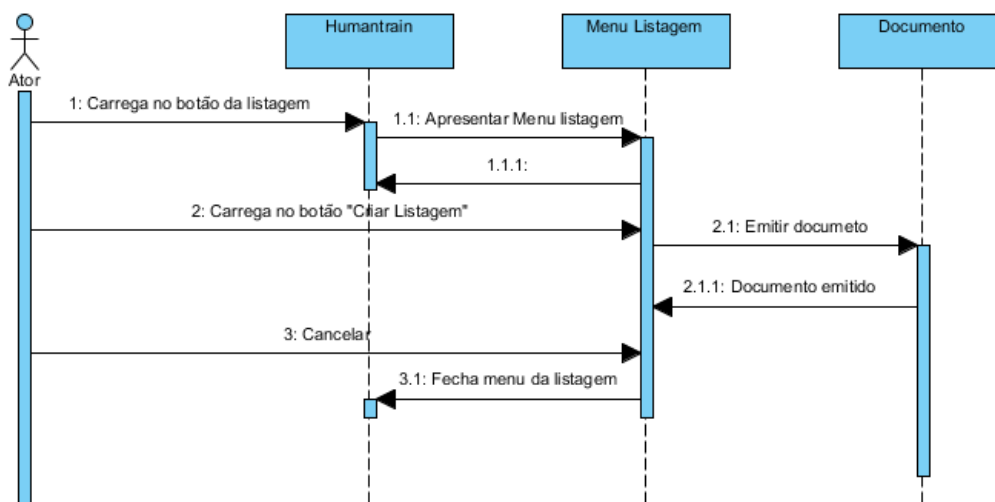 Humantrain
Menu Listagem
Documento
Ator
1: Carrega no botão da listagem
1.1: Apresentar Menu listagem
1.1.1:
2: Carrega no botão "Criar Listagem"
2.1: Emitir documeto
2.1.1: Documento emitido
3: Cancelar
3.1: Fecha menu da listagem